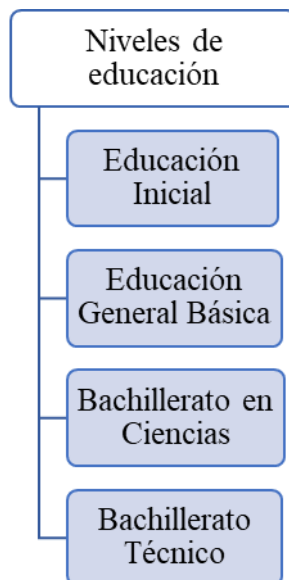 Niveles de
educación
Educación
Inicial
Educación
General Básica
Bachillerato en
Ciencias
Bachillerato
Técnico